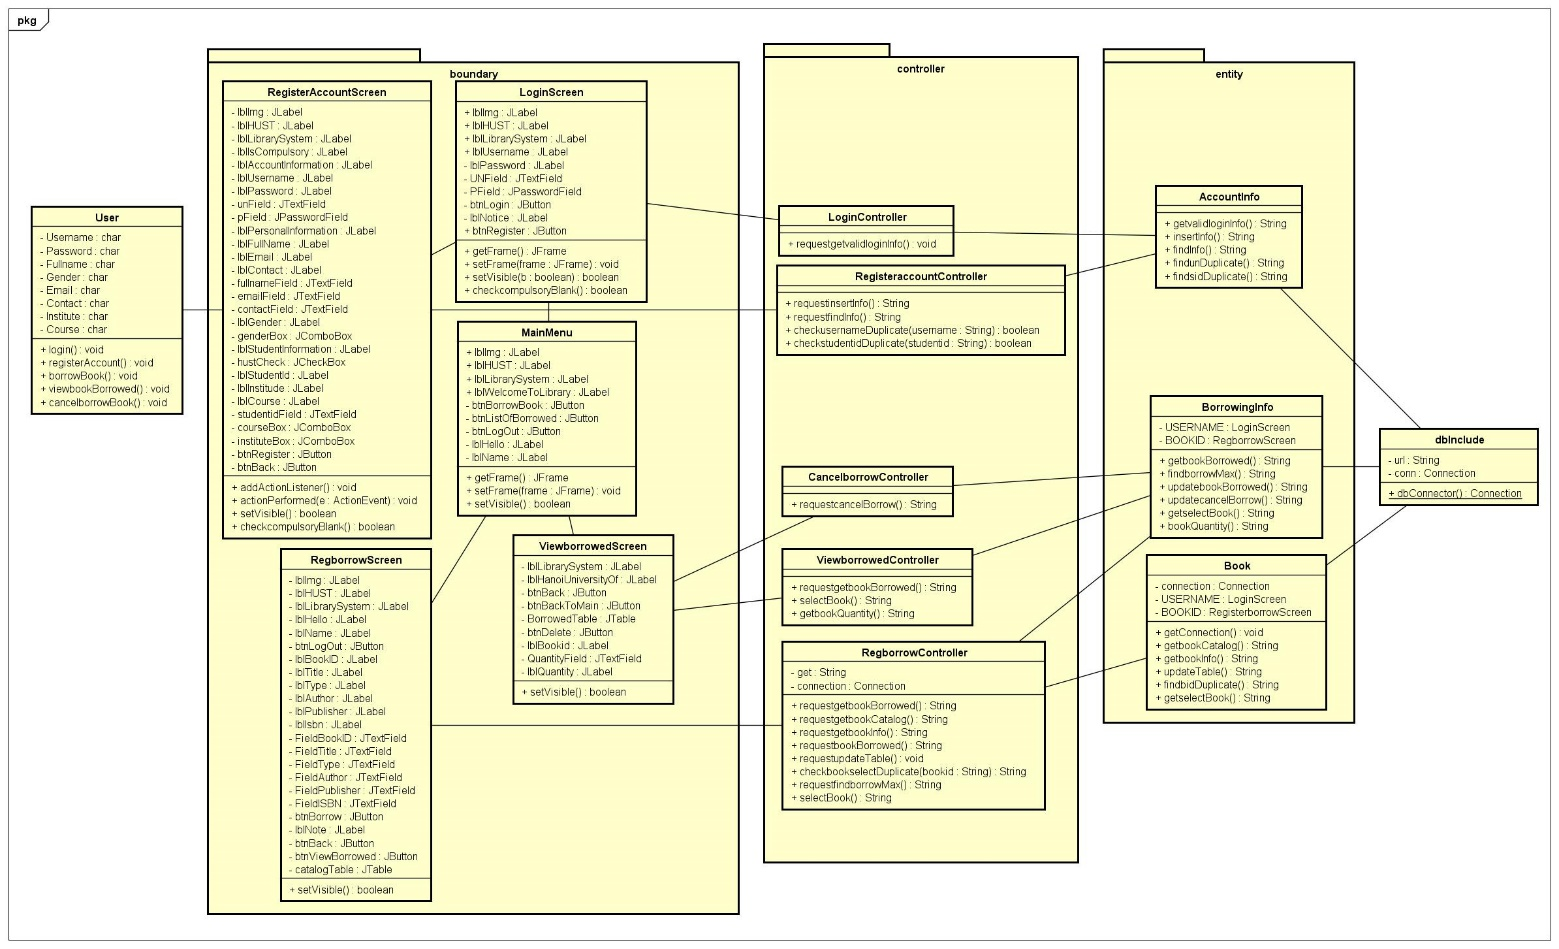 pkg
User
- Username : char
- Password : char
- Fullname : char
- Gender : char
- Email : char
- Contact : char
- Institute : char
- Course : char
+ login() : void
+ registerAccount() : void
+ borrowBook() : void
+ viewbookBorrowed() : void
+ cancelborrowBook() : void
boundary
RegisterAccountScreen
- lblImg : JLabel
- lblHUST : JLabel
- lblLibrarySystem : JLabel
- lblIsCompulsory : JLabel
- lblAccountInformation : JLabel
- lblUsername : JLabel
- lblPassword : JLabel
- unField : JTextField
- pField : JPasswordField
- lblPersonalInformation : JLabel
- lblFullName : JLabel
- lblEmail : JLabel
- lblContact : JLabel
- fullnameField : JTextField
- emailField : JTextField
- contactField : JTextField
- lblGender : JLabel
- genderBox : JComboBox
- lblStudentInformation : JLabel
- hustCheck : JCheckBox
- lblStudentId : JLabel
- lblInstitude : JLabel
- lblCourse : JLabel
- studentidField : JTextField
- courseBox : JComboBox
- instituteBox : JComboBox
- btnRegister : JButton
- btnBack : JButton
+ addActionListener() : void
+ actionPerformed(e : ActionEvent) : void
+ setVisible() : boolean
+ checkcompulsoryBlank() : boolean
LoginScreen
+ lblImg : JLabel
+ lblHUST : JLabel
+ lblLibrarySystem : JLabel
+ lblUsername : JLabel
- lblPassword : JLabel
- UNField : JTextField
- PField : JPasswordField
- btnLogin : JButton
- lblNotice : JLabel
+ btnRegister : JButton
+ getFrame() : JFrame
+ setFrame(frame : JFrame) : void
+ setVisible(b : boolean) : boolean
+ checkcompulsoryBlank() : boolean
MainMenu
+ lblImg : JLabel
+ lblHUST : JLabel
+ lblLibrarySystem : JLabel
+ lblWelcomeToLibrary : JLabel
- btnBorrowBook : JButton
- btnListOfBorrowed : JButton
- btnLogOut : JButton
- lblHello : JLabel
- lblName : JLabel
+ getFrame() : JFrame
+ setFrame(frame : JFrame) : void
+ setVisible() : boolean
RegborrowScreen
- lblImg : JLabel
- lblHUST : JLabel
- lblLibrarySystem : JLabel
- lblHello : JLabel
- lblName : JLabel
- btnLogOut : JButton
- lblBookID : JLabel
- lblTitle : JLabel
- lblType : JLabel
- lblAuthor : JLabel
- lblPublisher : JLabel
- lblIsbn : JLabel
- FieldBookID : JTextField
- FieldTitle : JTextField
- FieldType : JTextField
- FieldAuthor : JTextField
- FieldPublisher : JTextField
- FieldISBN : JTextField
- btnBorrow : JButton
- lblNote : JLabel
- btnBack : JButton
- btnViewBorrowed : JButton
- catalogTable : JTable
+ setVisible() : boolean
ViewborrowedScreen
- lblLibrarySystem : JLabel
- lblHanoiUniversityOf : JLabel
- btnBack : JButton
- btnBackToMain : JButton
- BorrowedTable : JTable
- btnDelete : JButton
- lblBookid : JLabel
- QuantityField : JTextField
- lblQuantity : JLabel
+ setVisible() : boolean
controller
LoginController
+ requestgetvalidloginInfo() : void
RegisteraccountController
+ requestinsertInfo() : String
+ requestfindInfo() : String
+ checkusernameDuplicate(username : String) : boolean
+ checkstudentidDuplicate(studentid : String) : boolean
CancelborrowController
+ requestcancelBorrow() : String
ViewborrowedController
+ requestgetbookBorrowed() : String
+ selectBook() : String
+ getbookQuantity() : String
RegborrowController
- get : String
- connection : Connection
+ requestgetbookBorrowed() : String
+ requestgetbookCatalog() : String
+ requestgetbookInfo() : String
+ requestbookBorrowed() : String
+ requestupdateTable() : void
+ checkbookselectDuplicate(bookid : String) : String
+ requestfindborrowMax() : String
+ selectBook() : String
entity
AccountInfo
+ getvalidloginInfo() : String
+ insertInfo() : String
+ findInfo() : String
+ findunDuplicate() : String
+ findsidDuplicate() : String
BorrowingInfo
- USERNAME : LoginScreen
- BOOKID : RegborrowScreen
+ getbookBorrowed() : String
+ findborrowMax() : String
+ updatebookBorrowed() : String
+ updatecancelBorrow() : String
+ getselectBook() : String
+ bookQuantity() : String
Book
- connection : Connection
- USERNAME : LoginScreen
- BOOKID : RegisterborrowScreen
+ getConnection() : void
+ getbookCatalog() : String
+ getbookInfo() : String
+ updateTable() : String
+ findbidDuplicate() : String
+ getselectBook() : String
dbInclude
- url : String
- conn : Connection
+ dbConnector() : Connection